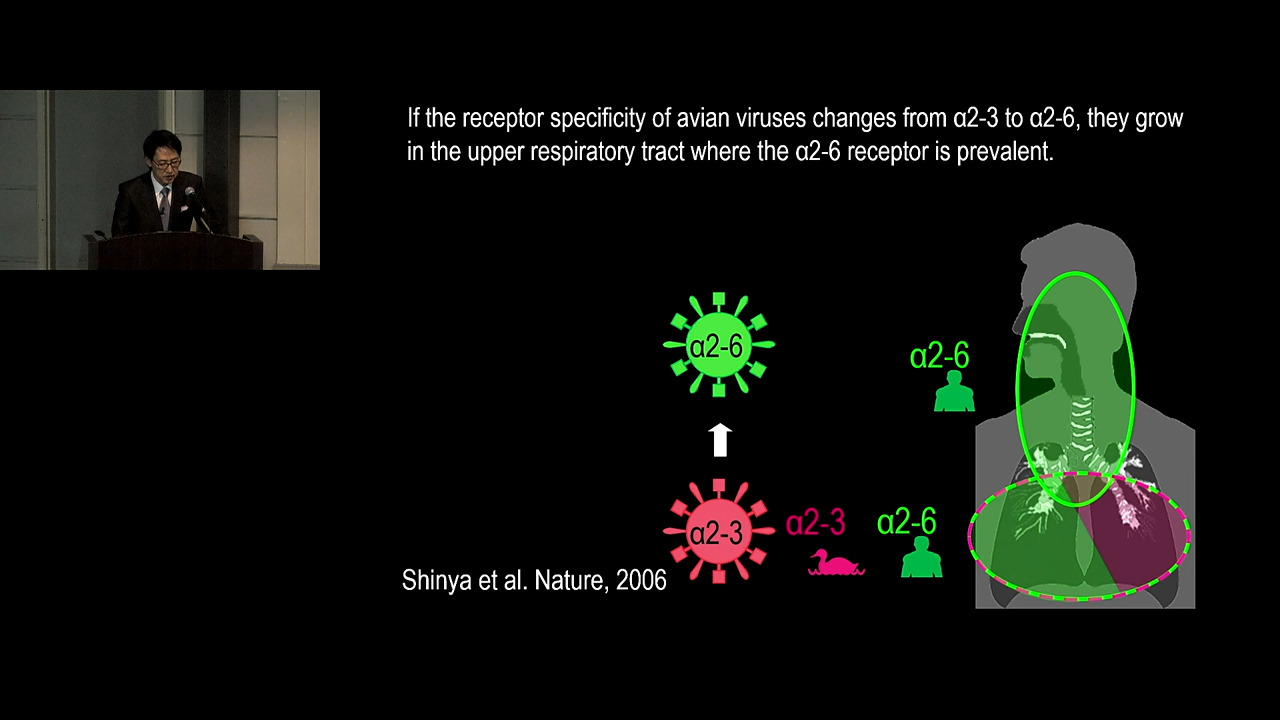 If the receptor specificity of avian viruses changes from α2-3 to α2-6, they grow
in the upper respiratory tract where the α2-6 receptor is prevalent.
α2-6
α2-6
α2-3
α2-3
α2-6
Shinya et al. Nature, 2006